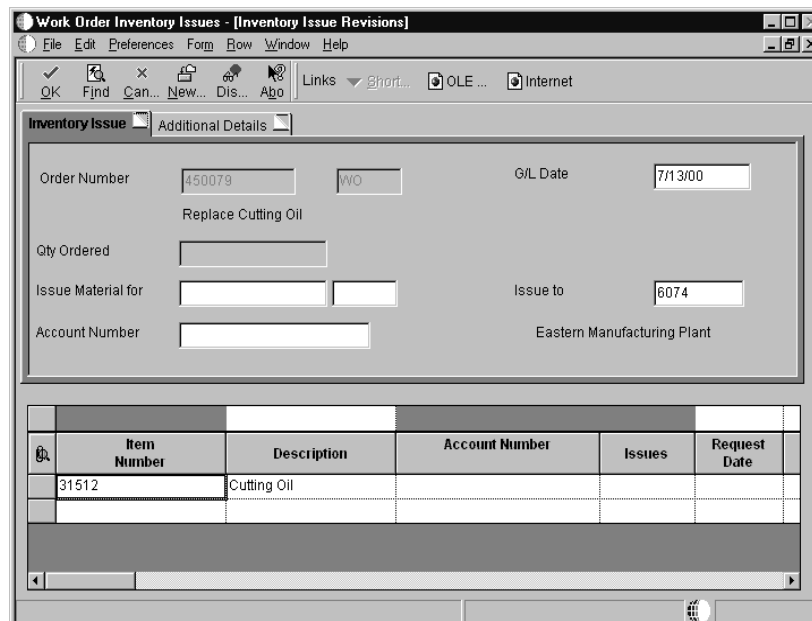 Work Order Inventory Issues - [Inventory Issue Revisions]
File Edit Preferences Form Row Window Help
OK Find Can... New... Dis... Abo Links Short... OLE ... Internet
Inventory Issue Additional Details
Order Number 450079 WO G/L Date 7/13/00
Replace Cutting Oil
Qty Ordered
Issue Material for Issue to 6074
Account Number Eastern Manufacturing Plant
Item Number Description Account Number Issues Request Date
31512 Cutting Oil